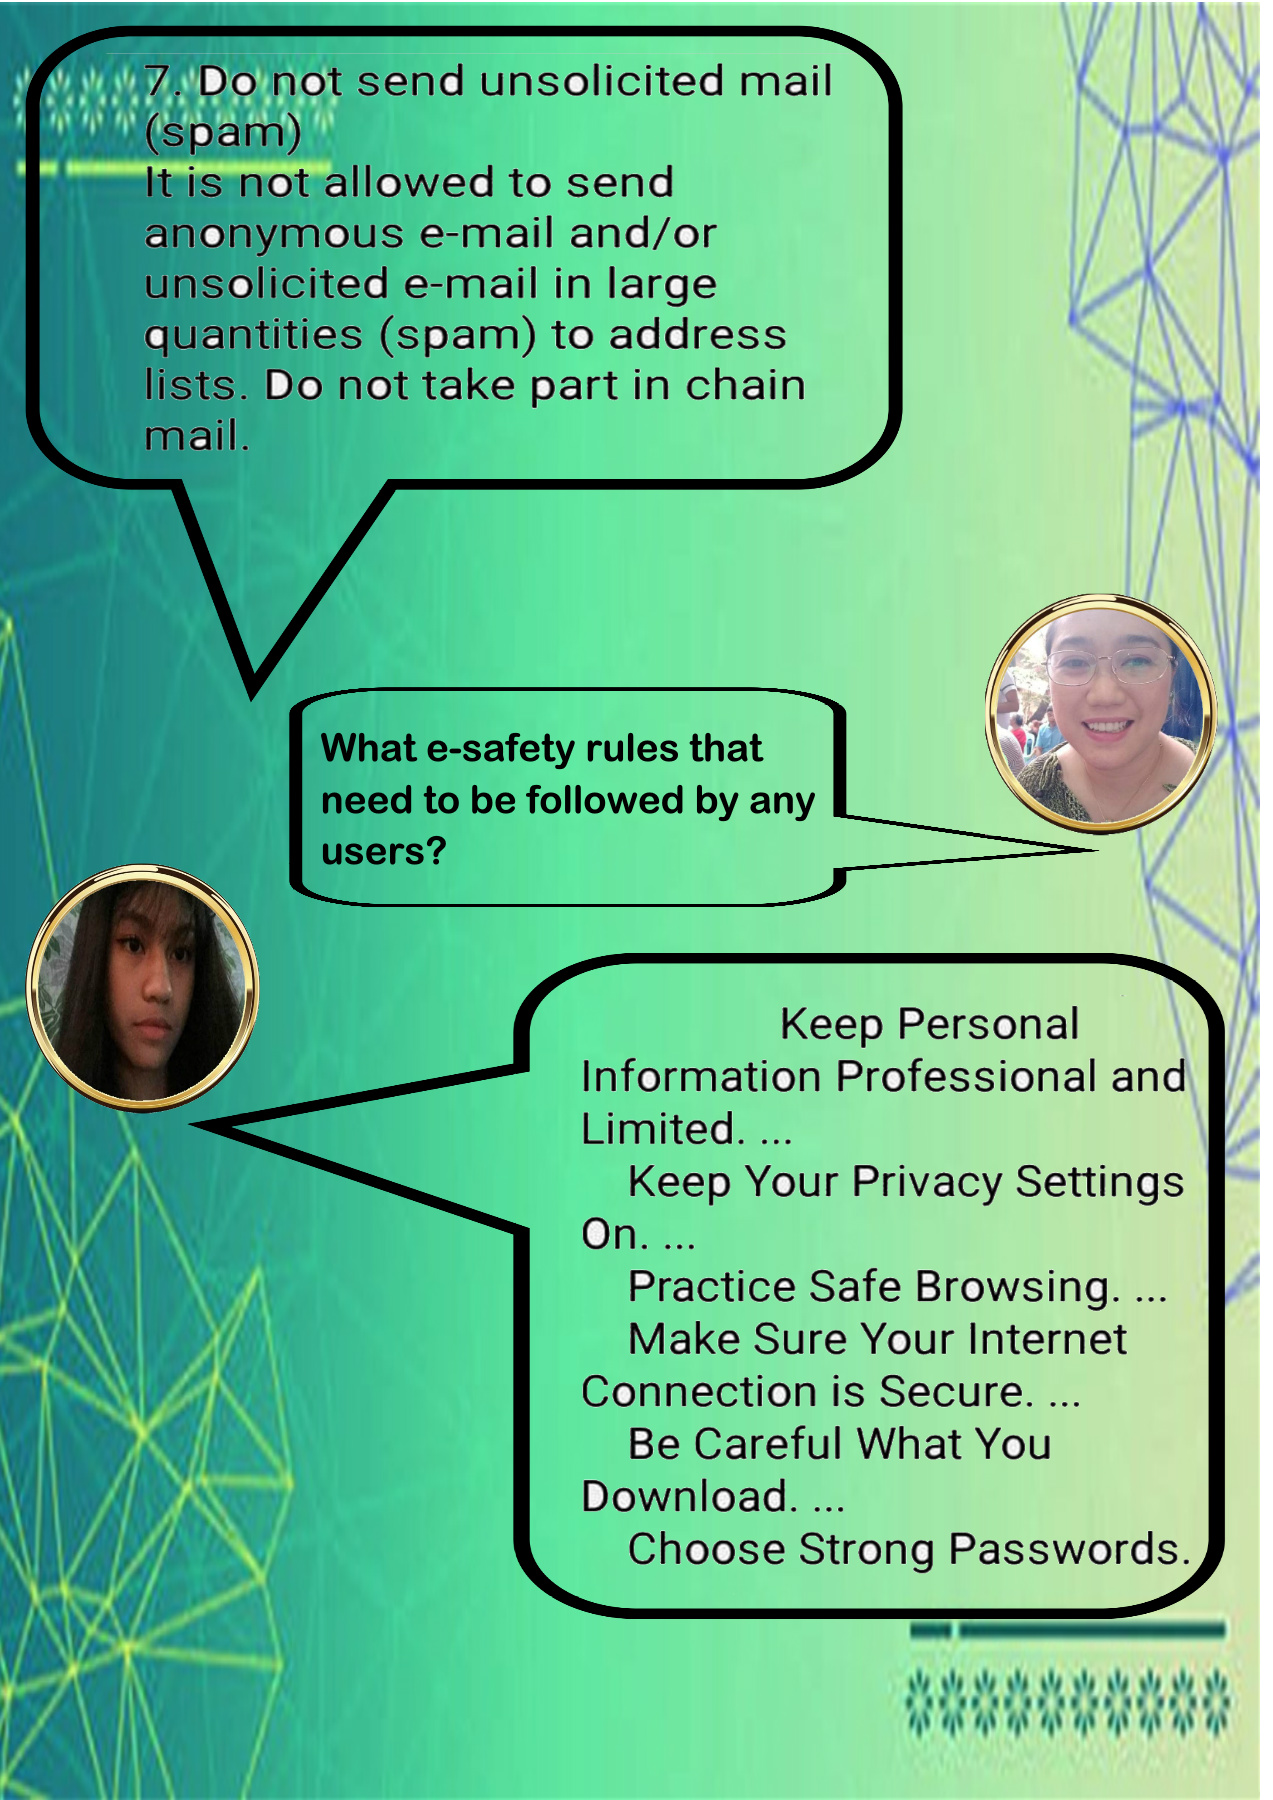 7. Do not send unsolicited mail
(spam)
It is not allowed to send
anonymous e-mail and/or
unsolicited e-mail in large
quantities (spam) to address
lists. Do not take part in chain
mail.
What e-safety rules that
need to be followed by any
users?
Keep Personal
Information Professional and
Limited. ...
Keep Your Privacy Settings
On. ...
Practice Safe Browsing. ...
Make Sure Your Internet
Connection is Secure. ...
Be Careful What You
Download. ...
Choose Strong Passwords.